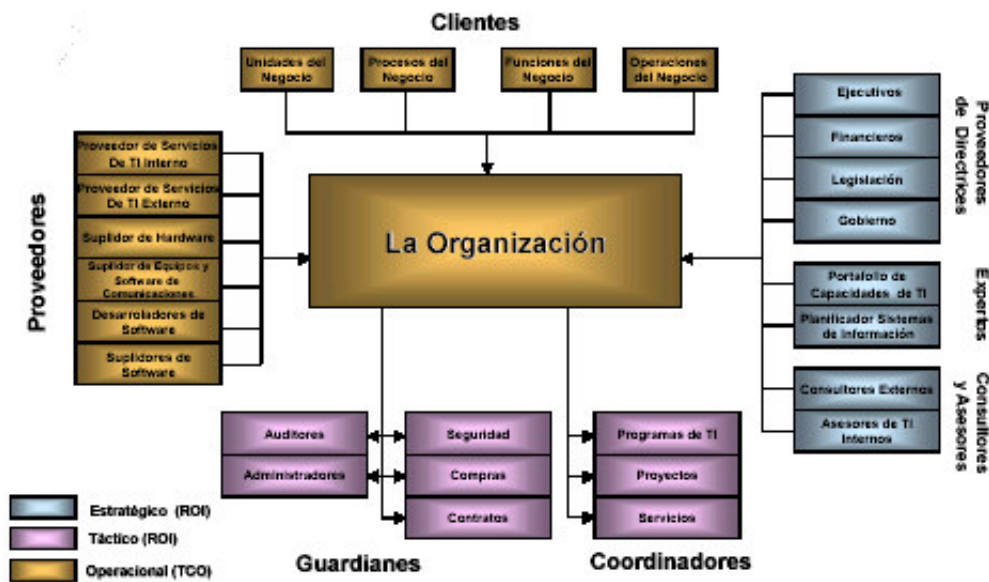 Clientes
Unidades del
Negocio
Procesos del
Negocio
Funciones del
Negocio
Operaciones
del Negocio
Proveedores
Proveedor de Servicios
De TI Interno
Proveedor de Servicios
De TI Externo
Suplidor de Hardware
Suplidor de Equipos y
Software de
Comunicaciones
Desarroladores de
Software
Suplidores de
Software
La Organización
Ejecutivos
Financieros
Legislación
Gobierno
Proveedores
de Directrices
Portafolio de
Capacidades de TI
Planificador Sistemas
de Información
Expertos
Consultores Externos
Asesores de TI
Internos
Consultores
y Asesores
Auditores
Administradores
Seguridad
Compras
Contratos
Guardianes
Programas de TI
Proyectos
Servicios
Coordinadores
Estratégico (ROI)
Táctico (ROI)
Operacional (TCO)